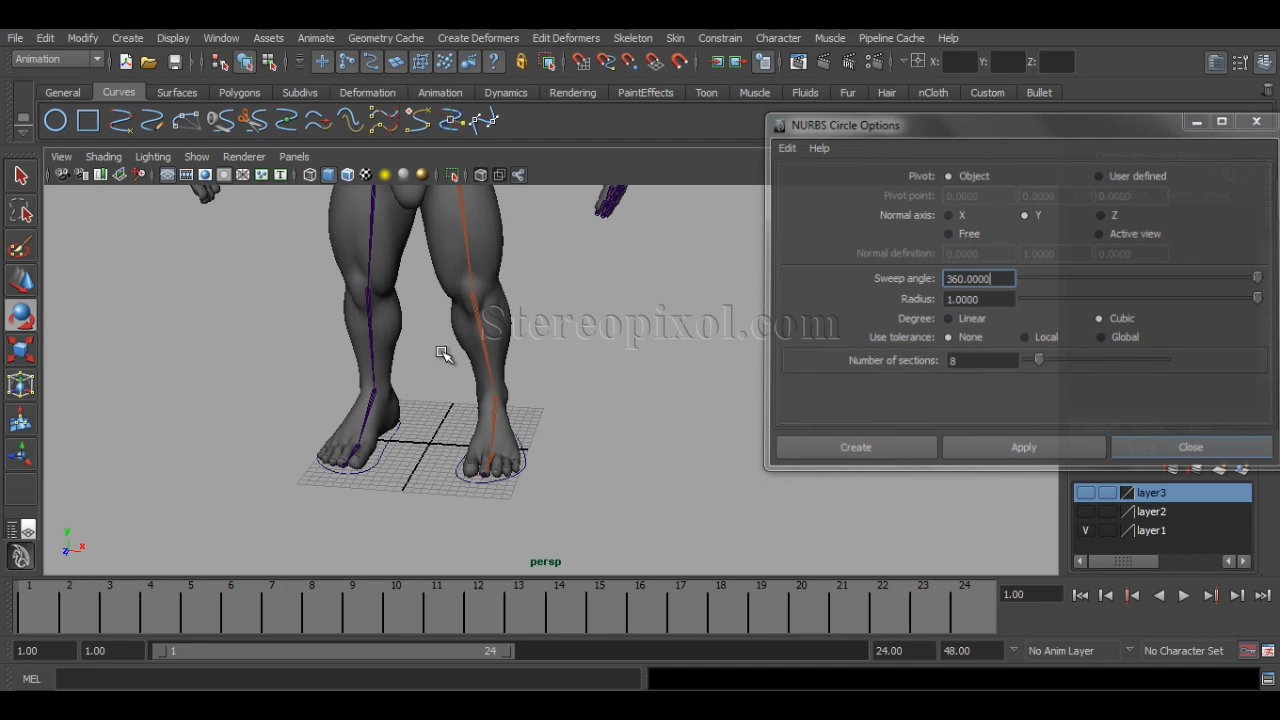 File Edit Modify Create Display Window Assets Animate Geometry Cache Create Deformers Edit Deformers Skeleton Skin Constrain Character Muscle Pipeline Cache Help
Animation X: Y: Z:
General Curves Surfaces Polygons Subdivs Deformation Animation Dynamics Rendering PaintEffects Toon Muscle Fluids Fur Hair nCloth Custom Bullet
NURBS Circle Options
View Shading Lighting Show Renderer Panels
Edit Help
Pivot: Object User defined
Pivot point: 0.0000 0.0000 0.0000
Normal axis: X Y Z
Free Active view
Normal definition: 0.0000 1.0000 0.0000
Sweep angle: 360.0000
Radius: 1.0000
Degree: Linear Cubic
Use tolerance: None Local Global
Number of sections: 8
Create Apply Close
Stereopixol.com
layer3
layer2
V layer1
y
z x
persp
1 2 3 4 5 6 7 8 9 10 11 12 13 14 15 16 17 18 19 20 21 22 23 24
1.00
1.00 1.00 1 24 24.00 48.00 No Anim Layer No Character Set
MEL